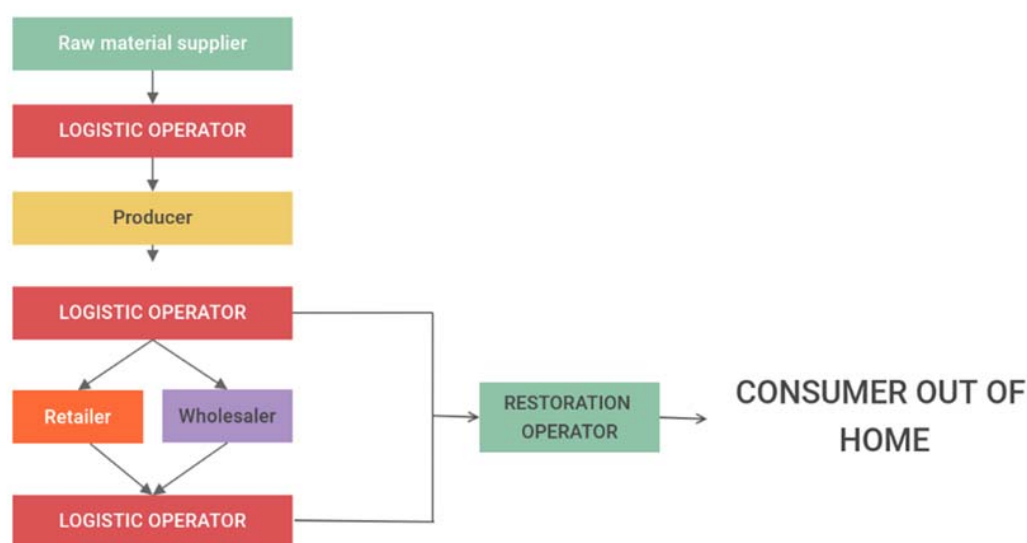 Raw material supplier
LOGISTIC OPERATOR
Producer
LOGISTIC OPERATOR
Retailer
Wholesaler
LOGISTIC OPERATOR
RESTORATION
OPERATOR
CONSUMER OUT OF
HOME